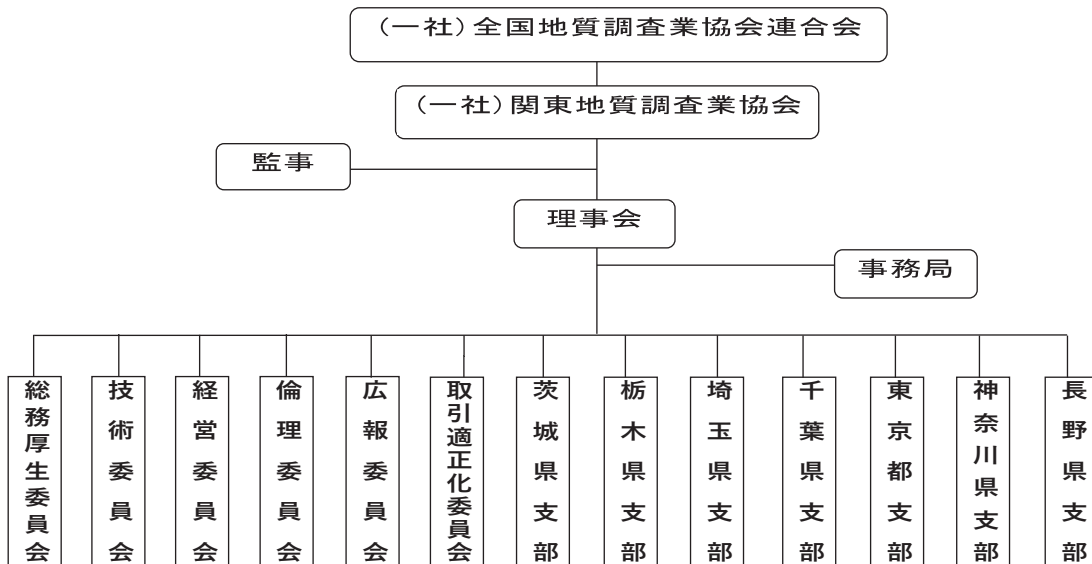 (一社)全国地質調査業協会連合会
(一社)関東地質調査業協会
監事
理事会
事務局
総務厚生委員会
技術委員会
経営委員会
倫理委員会
広報委員会
取引適正化委員会
茨城県支部
栃木県支部
埼玉県支部
千葉県支部
東京都支部
神奈川県支部
長野県支部